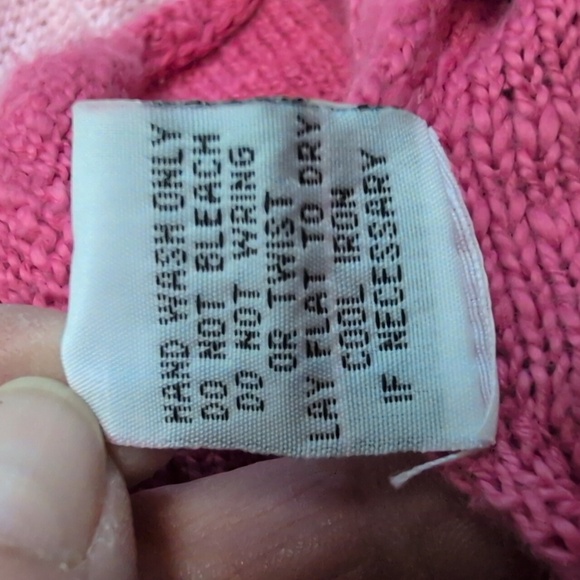 HAND WASH ONLY
DO NOT BLEACH
DO NOT WRING
OR TWIST
LAY FLAT TO DRY
COOL IRON
IF NECESSARY